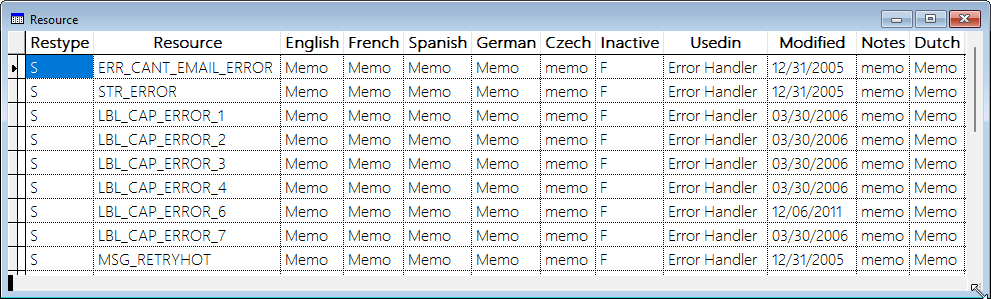 Resource
Restype Resource English French Spanish German Czech Inactive Usedin Modified Notes Dutch
S ERR_CANT_EMAIL_ERROR Memo Memo Memo Memo memo F Error Handler 12/31/2005 memo Memo
S STR_ERROR Memo Memo Memo Memo memo F Error Handler 12/31/2005 memo Memo
S LBL_CAP_ERROR_1 Memo Memo Memo Memo memo F Error Handler 03/30/2006 memo Memo
S LBL_CAP_ERROR_2 Memo Memo Memo Memo memo F Error Handler 03/30/2006 memo Memo
S LBL_CAP_ERROR_3 Memo Memo Memo Memo memo F Error Handler 03/30/2006 memo Memo
S LBL_CAP_ERROR_4 Memo Memo Memo Memo memo F Error Handler 03/30/2006 memo Memo
S LBL_CAP_ERROR_6 Memo Memo Memo Memo memo F Error Handler 12/06/2011 memo Memo
S LBL_CAP_ERROR_7 Memo Memo Memo Memo memo F Error Handler 03/30/2006 memo Memo
S MSG_RETRYHOT Memo Memo Memo Memo memo F Error Handler 12/31/2005 memo Memo